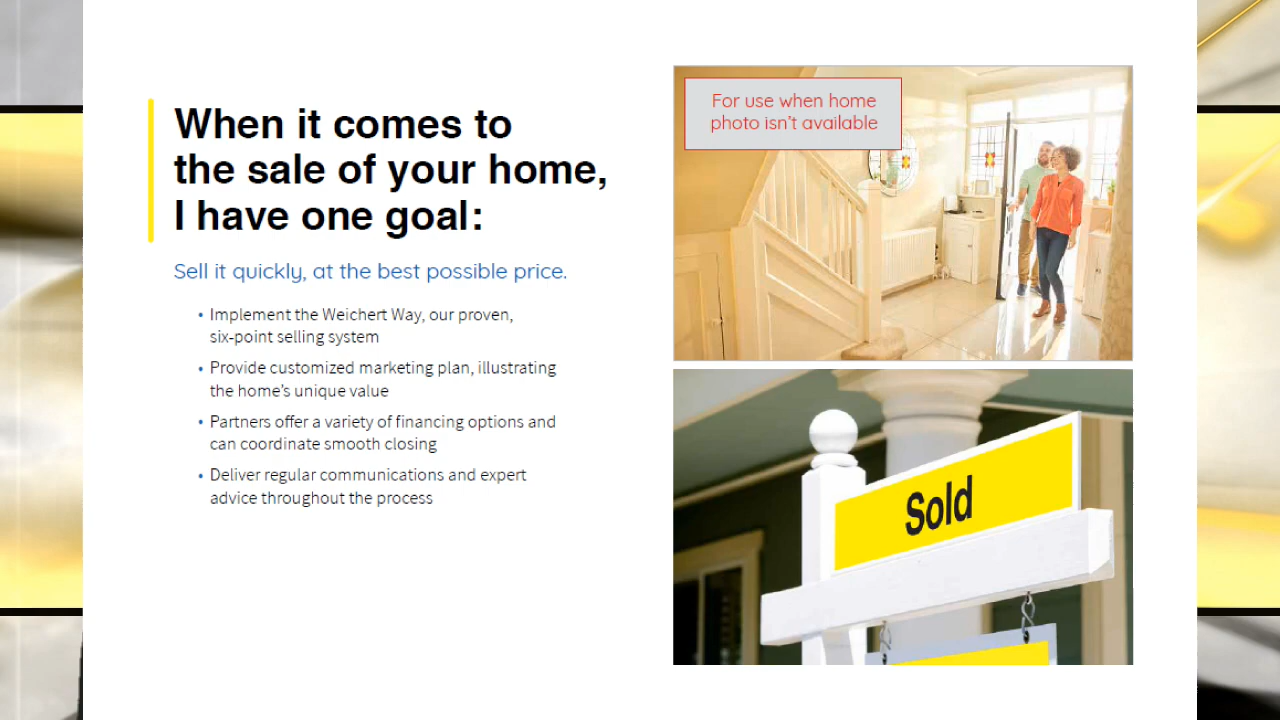 When it comes to
the sale of your home,
I have one goal:
Sell it quickly, at the best possible price.
• Implement the Weichert Way, our proven,
six-point selling system
• Provide customized marketing plan, illustrating
the home's unique value
• Partners offer a variety of financing options and
can coordinate smooth closing
• Deliver regular communications and expert
advice throughout the process
For use when home
photo isn't available
Sold